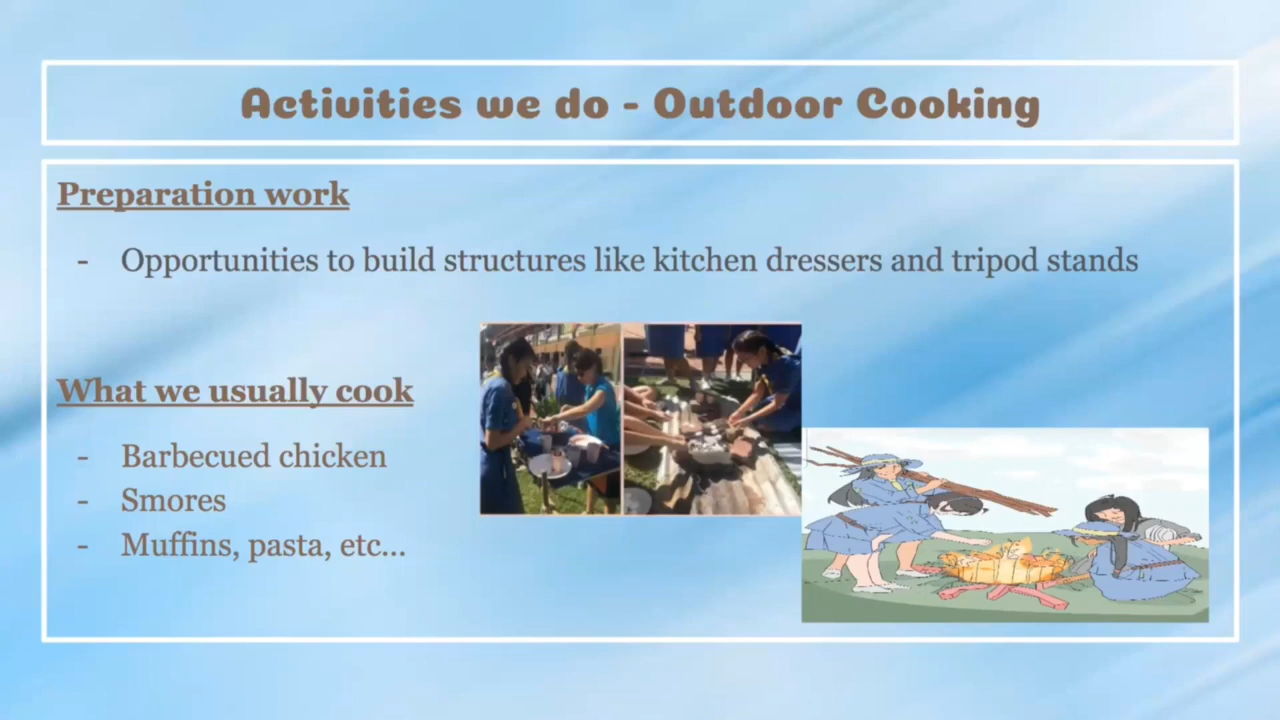 Activities we do - Outdoor Cooking
Preparation work
- Opportunities to build structures like kitchen dressers and tripod stands
What we usually cook
- Barbecued chicken
- Smores
- Muffins, pasta, etc...